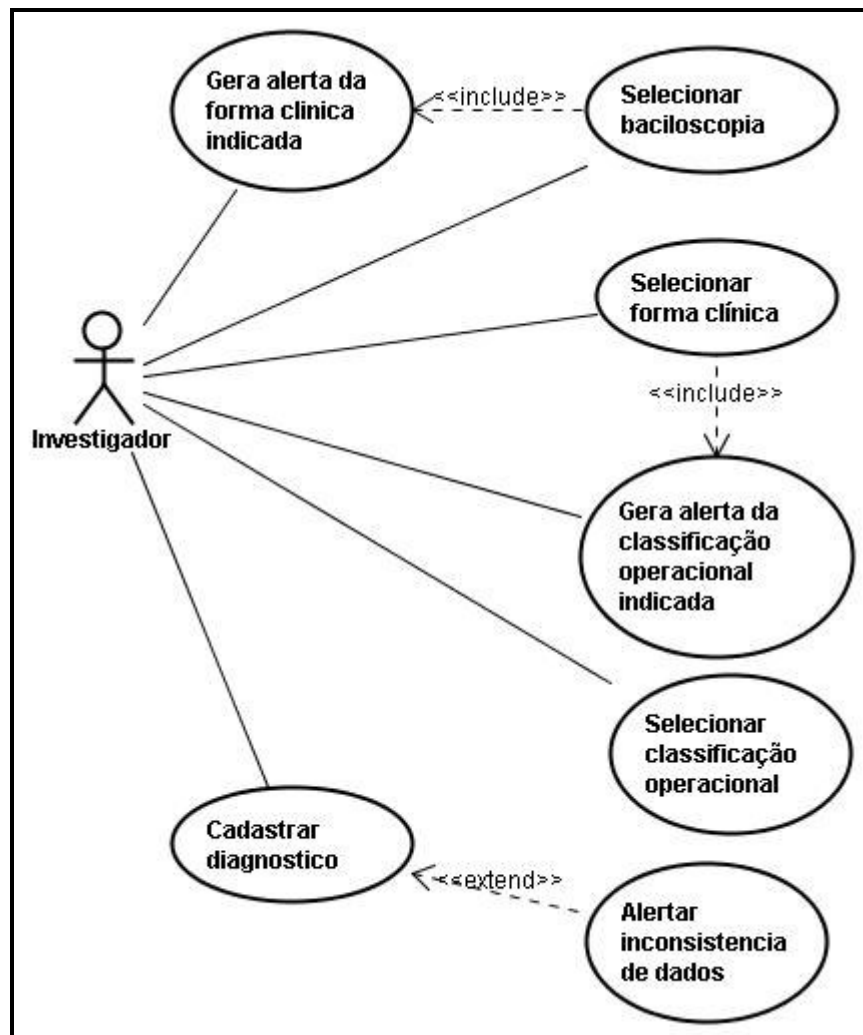 Gera alerta da
forma clinica
indicada
<<include>>
Selecionar
baciloscopia
Selecionar
forma clínica
<<include>>
Investigador
Gera alerta da
classificação
operacional
indicada
Selecionar
classificação
operacional
Cadastrar
diagnostico
<<extend>>
Alertar
inconsistencia
de dados